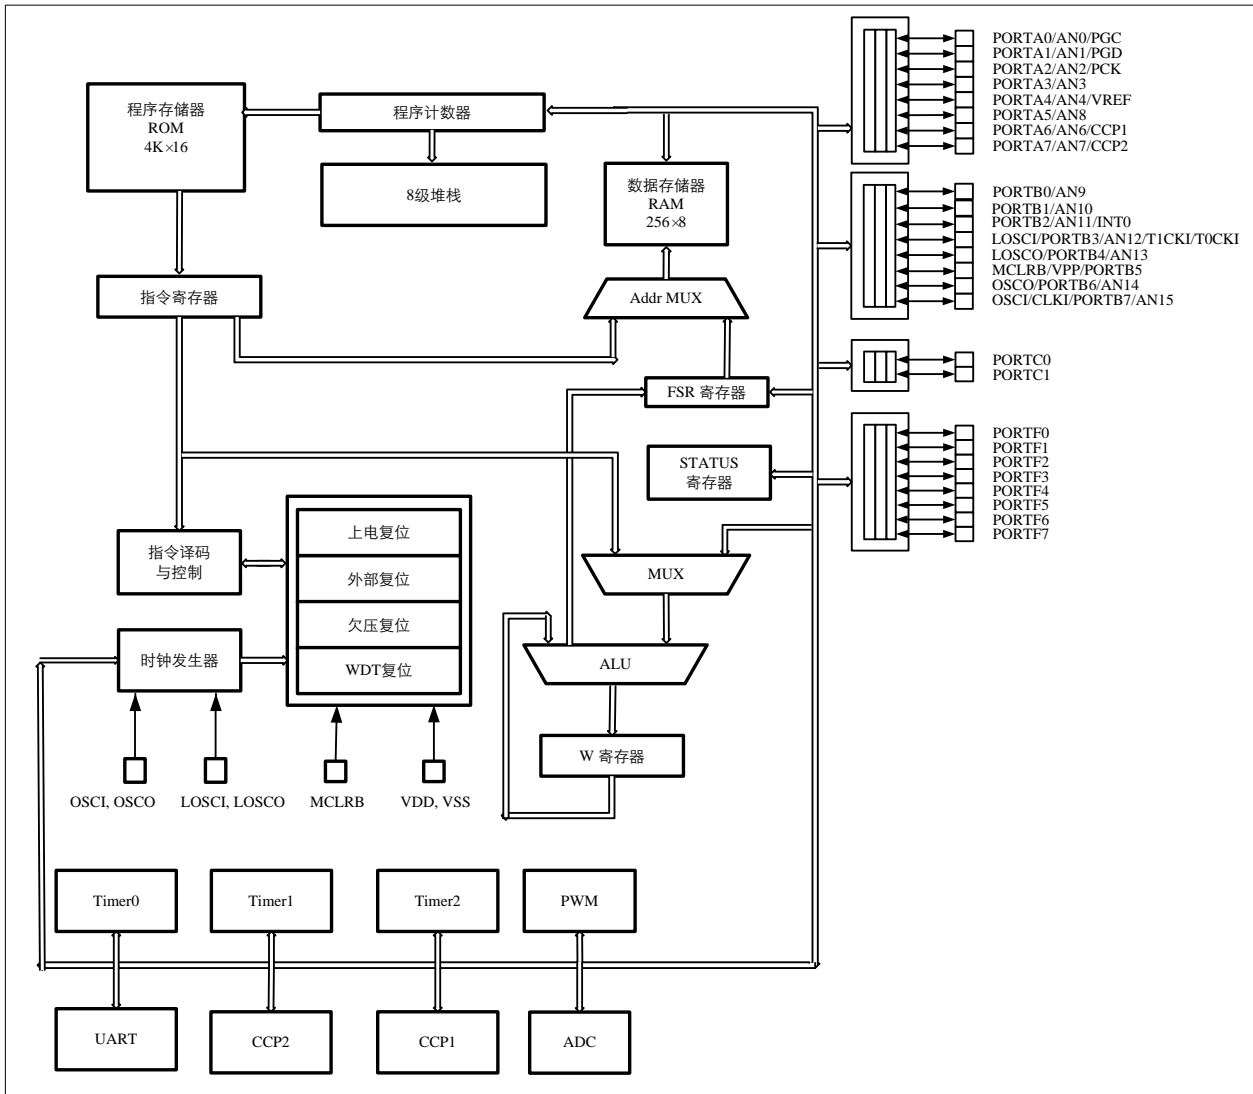 程序存储器
ROM
4K×16
程序计数器
8级堆栈
数据存储器
RAM
256×8
指令寄存器
Addr MUX
FSR 寄存器
STATUS
寄存器
上电复位
外部复位
欠压复位
WDT复位
指令译码
与控制
MUX
时钟发生器
ALU
W 寄存器
OSCI, OSCO
LOSCI, LOSCO
MCLRB
VDD, VSS
Timer0
Timer1
Timer2
PWM
UART
CCP2
CCP1
ADC
PORTA0/AN0/PGC
PORTA1/AN1/PGD
PORTA2/AN2/PCK
PORTA3/AN3
PORTA4/AN4/VREF
PORTA5/AN8
PORTA6/AN6/CCP1
PORTA7/AN7/CCP2
PORTB0/AN9
PORTB1/AN10
PORTB2/AN11/INT0
LOSCI/PORTB3/AN12/T1CKI/T0CKI
LOSCO/PORTB4/AN13
MCLRB/VPP/PORTB5
OSCO/PORTB6/AN14
OSCI/CLKI/PORTB7/AN15
PORTC0
PORTC1
PORTF0
PORTF1
PORTF2
PORTF3
PORTF4
PORTF5
PORTF6
PORTF7